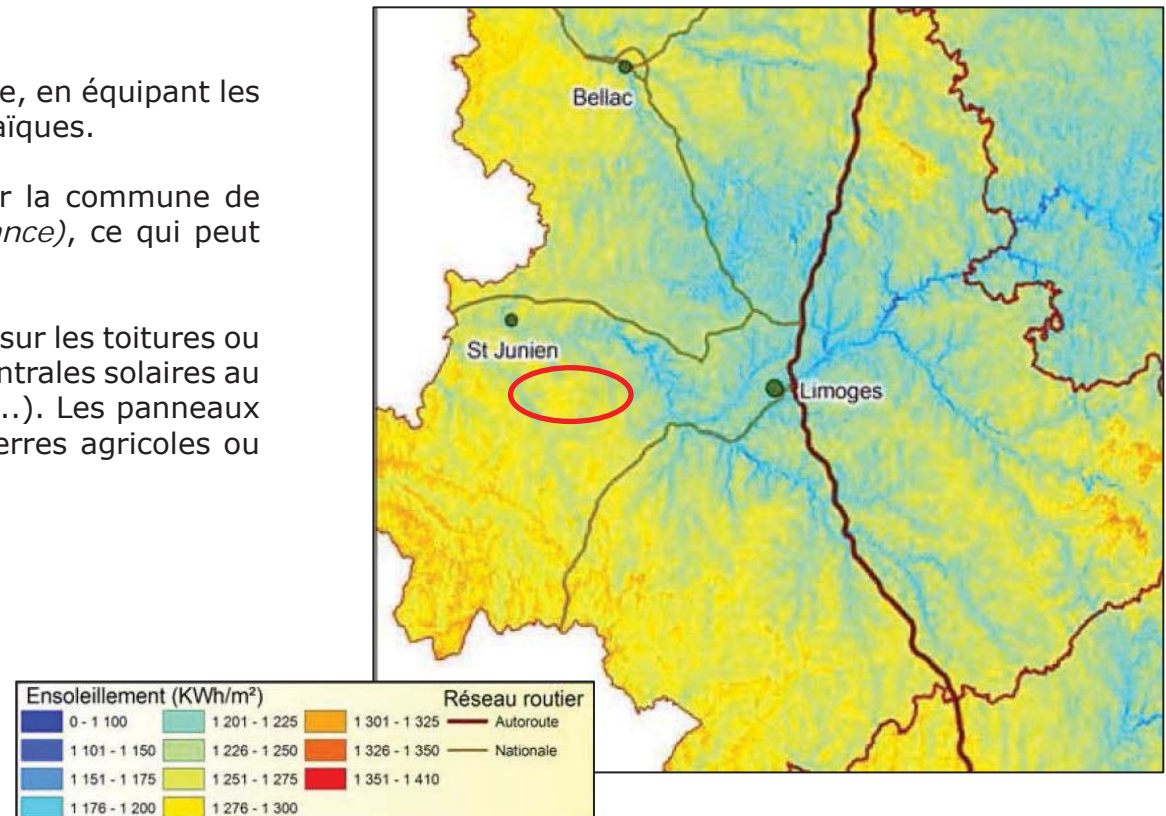 e, en équipant les
aïques.
r la commune de
ance), ce qui peut
sur les toitures ou
ntrales solaires au
..). Les panneaux
erres agricoles ou
Bellac
St Junien
Limoges
Ensoleillement (KWh/m²)
Réseau routier
0 - 1 100
1 201 - 1 225
1 301 - 1 325
Autoroute
1 101 - 1 150
1 226 - 1 250
1 326 - 1 350
Nationale
1 151 - 1 175
1 251 - 1 275
1 351 - 1 410
1 176 - 1 200
1 276 - 1 300